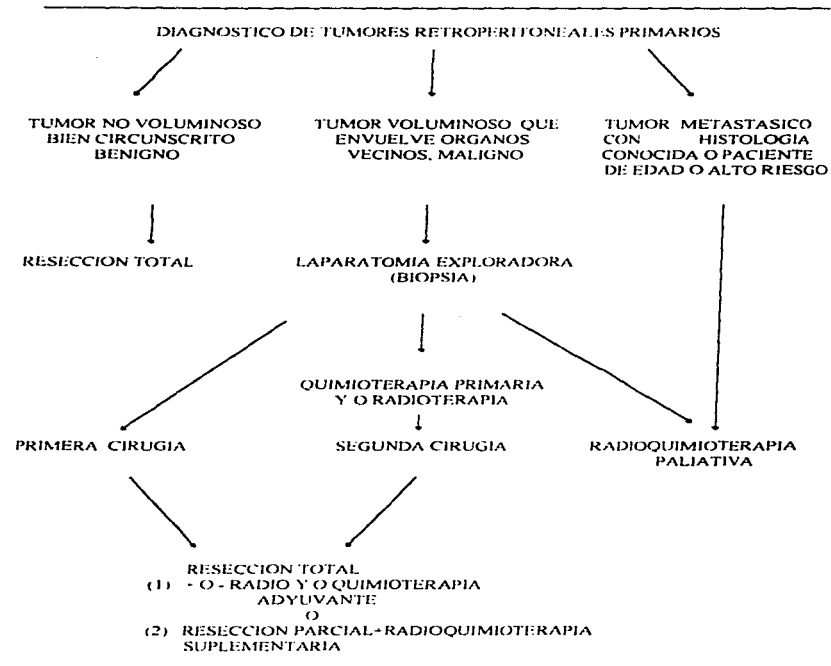 DIAGNOSTICO DE TUMORES RETROPERITONEALES PRIMARIOS
TUMOR NO VOLUMINOSO
BIEN CIRCUNSCRITO
BENIGNO
TUMOR VOLUMINOSO QUE
ENVUELVE ORGANOS
VECINOS, MALIGNO
TUMOR METASTASICO
CON HISTOLOGIA
CONOCIDA O PACIENTE
DE EDAD O ALTO RIESGO
RESECCION TOTAL
LAPARATOMIA EXPLORADORA
(BIOPSIA)
QUIMIOTERAPIA PRIMARIA
Y O RADIOTERAPIA
PRIMERA CIRUGIA
SEGUNDA CIRUGIA
RADIOQUIMIOTERAPIA
PALIATIVA
RESECCION TOTAL
(1) - O - RADIO Y O QUIMIOTERAPIA
ADYUVANTE
O
(2) RESECCION PARCIAL+RADIOQUIMIOTERAPIA
SUPLEMENTARIA